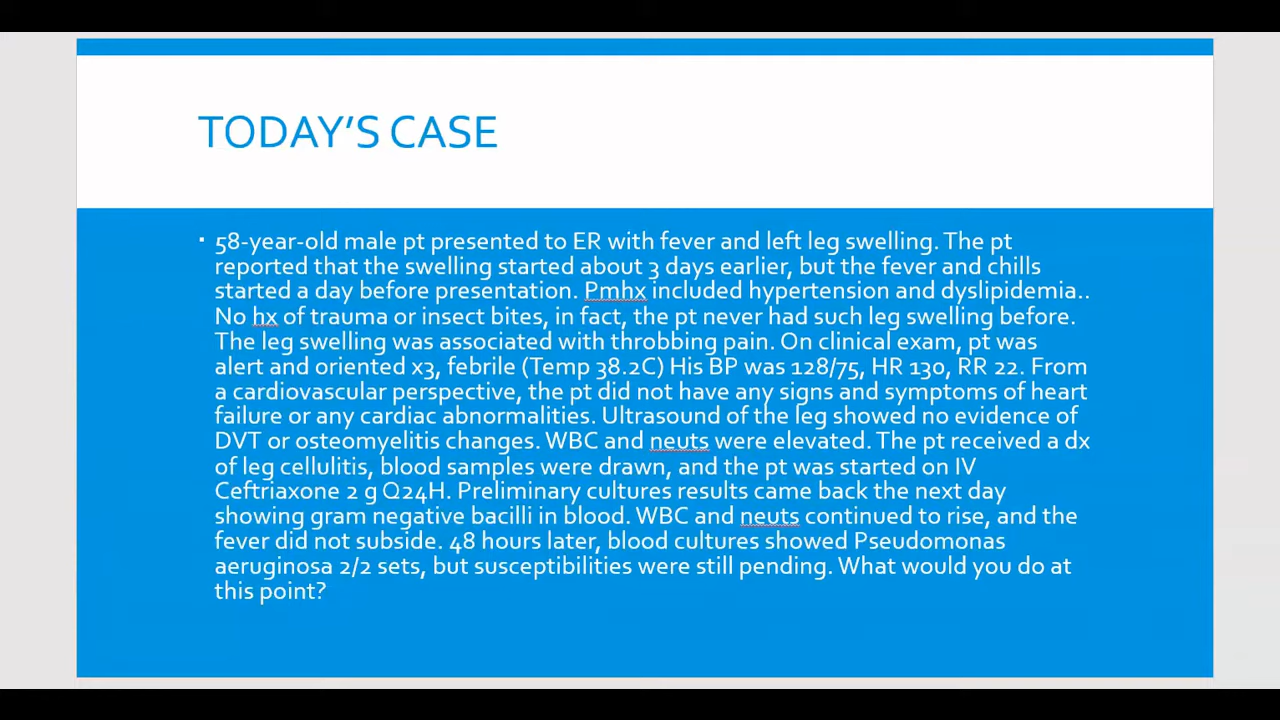 TODAY'S CASE
▪ 58-year-old male pt presented to ER with fever and left leg swelling. The pt
reported that the swelling started about 3 days earlier, but the fever and chills
started a day before presentation. Pmhx included hypertension and dyslipidemia..
No hx of trauma or insect bites, in fact, the pt never had such leg swelling before.
The leg swelling was associated with throbbing pain. On clinical exam, pt was
alert and oriented x3, febrile (Temp 38.2C) His BP was 128/75, HR 130, RR 22. From
a cardiovascular perspective, the pt did not have any signs and symptoms of heart
failure or any cardiac abnormalities. Ultrasound of the leg showed no evidence of
DVT or osteomyelitis changes. WBC and neuts were elevated. The pt received a dx
of leg cellulitis, blood samples were drawn, and the pt was started on IV
Ceftriaxone 2 g Q24H. Preliminary cultures results came back the next day
showing gram negative bacilli in blood. WBC and neuts continued to rise, and the
fever did not subside. 48 hours later, blood cultures showed Pseudomonas
aeruginosa 2/2 sets, but susceptibilities were still pending. What would you do at
this point?